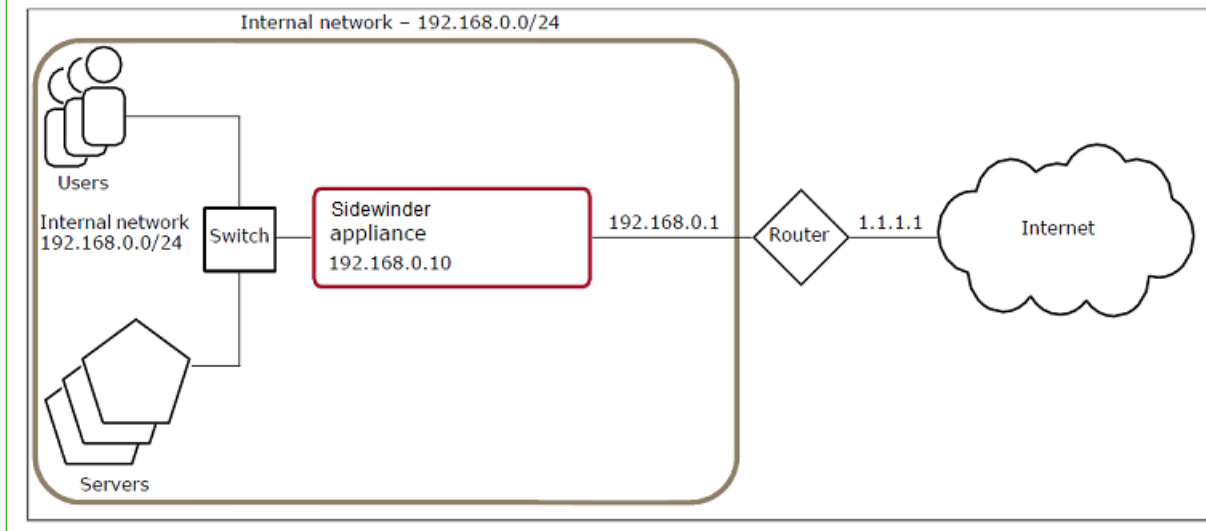 Internal network – 192.168.0.0/24
Users
Internal network
192.168.0.0/24
Switch
Sidewinder
appliance
192.168.0.10
192.168.0.1
Router
1.1.1.1
Internet
Servers